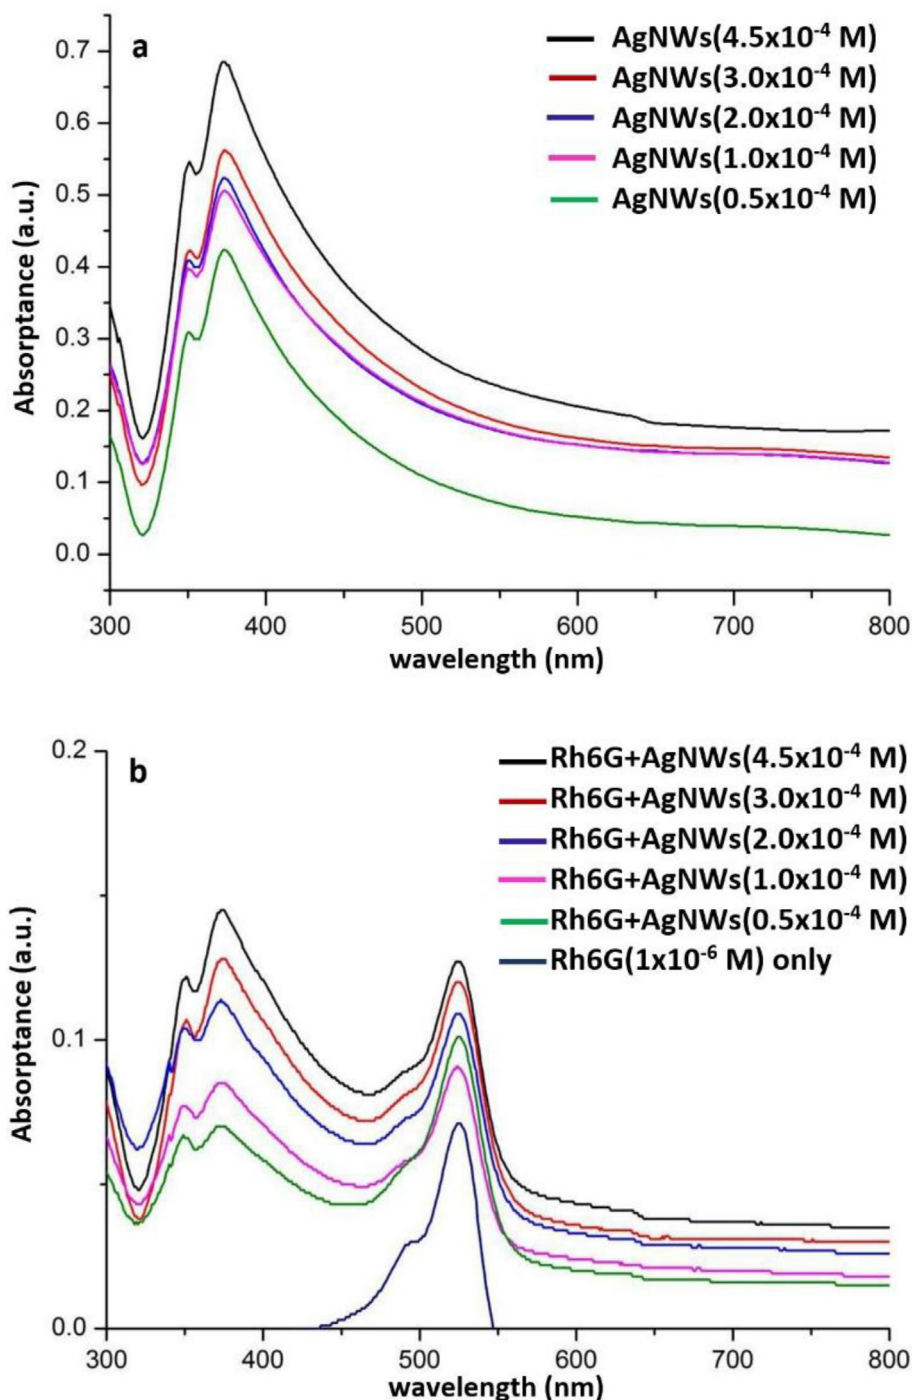 a
AgNWs(4.5x10⁻⁴ M)
AgNWs(3.0x10⁻⁴ M)
AgNWs(2.0x10⁻⁴ M)
AgNWs(1.0x10⁻⁴ M)
AgNWs(0.5x10⁻⁴ M)
Absorptance (a.u.)
0.7
0.6
0.5
0.4
0.3
0.2
0.1
0.0
300 400 500 600 700 800
wavelength (nm)
b
Rh6G+AgNWs(4.5x10⁻⁴ M)
Rh6G+AgNWs(3.0x10⁻⁴ M)
Rh6G+AgNWs(2.0x10⁻⁴ M)
Rh6G+AgNWs(1.0x10⁻⁴ M)
Rh6G+AgNWs(0.5x10⁻⁴ M)
Rh6G(1x10⁻⁶ M) only
Absorptance (a.u.)
0.2
0.1
0.0
300 400 500 600 700 800
wavelength (nm)